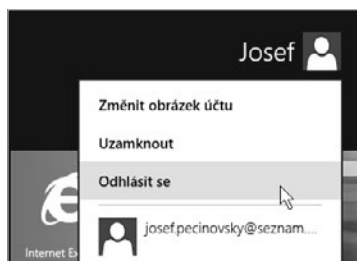 Josef
Změnit obrázek účtu
Uzamknout
Odhlásit se
josef.pecinovsky@seznam....
Internet Ex